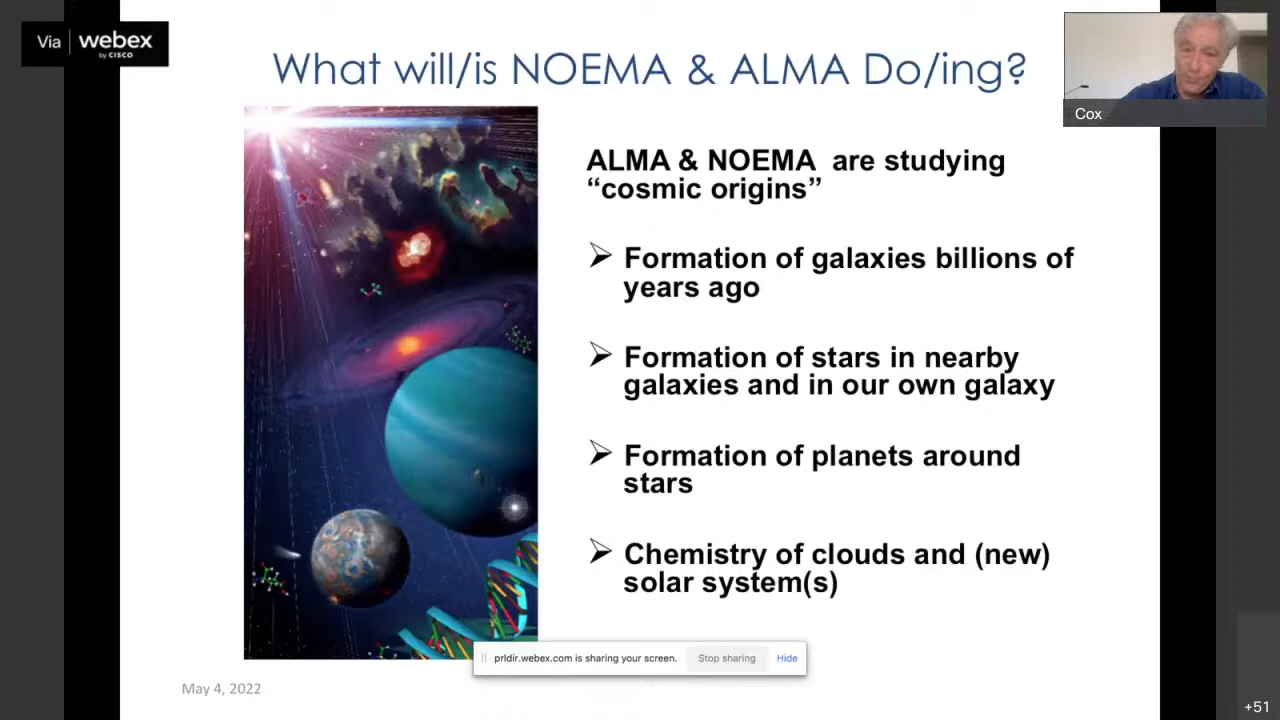 Via webex
by CISCO
What will/is NOEMA & ALMA Do/ing?
Cox
ALMA & NOEMA are studying
“cosmic origins”
Formation of galaxies billions of
years ago
Formation of stars in nearby
galaxies and in our own galaxy
Formation of planets around
stars
Chemistry of clouds and (new)
solar system(s)
prldir.webex.com is sharing your screen. Stop sharing Hide
May 4, 2022
+51